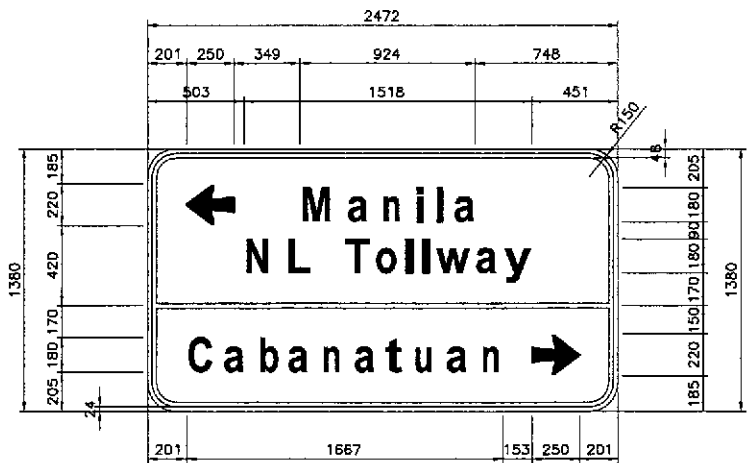 2472
201 250 349 924 748
503 1518 451
R150
48
185 220 420 170 180 205
1380
24
Manila
NL Tollway
Cabanatuan
205 180 90 180 170 150 220 185
1380
201 1667 153 250 201